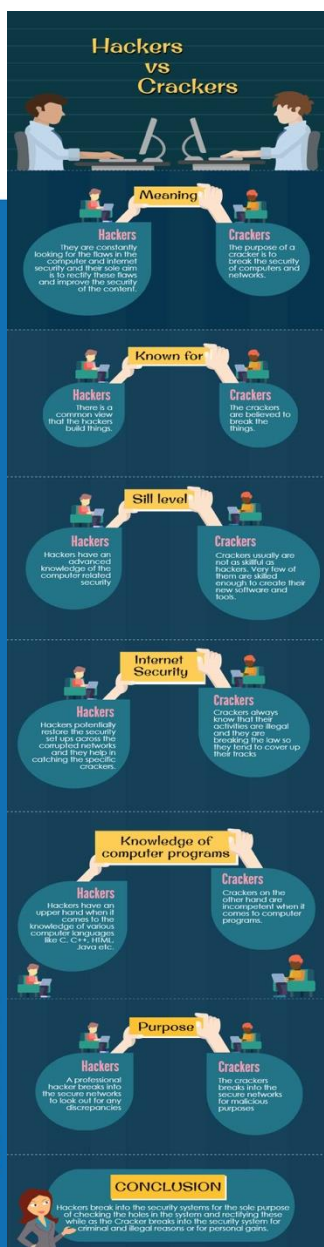 Hackers
vs
Crackers
Meaning
Hackers
They are constantly
looking for the flaws in the
computer and internet
security and their sole aim
is to rectify these flaws
and improve the security
of the content.
Crackers
The purpose of a
cracker is to
break the security
of computers and
networks.
Known for
Hackers
There is a
common view
that the hackers
build things.
Crackers
The crackers
are believed to
break the
things.
Sill level
Hackers
Hackers have an
advanced
knowledge of the
computer related
security
Crackers
Crackers usually are
not as skillful as
hackers. Very few of
them are skilled
enough to create their
new software and
tools.
Internet
Security
Hackers
Hackers potentially
restore the security
set ups across the
corrupted networks
and they help in
catching the specific
crackers.
Crackers
Crackers always
know that their
activities are illegal
and they are
breaking the law so
they tend to cover up
their tracks
Knowledge of
computer programs
Hackers
Hackers have an
upper hand when it
comes to the
knowledge of various
computer languages
like C, C++, HTML,
Java etc.
Crackers
Crackers on the
other hand are
incompetent when it
comes to computer
programs.
Purpose
Hackers
A professional
hacker breaks into
the secure networks
to look out for any
discrepancies
Crackers
The crackers
breaks into the
secure networks
for malicious
purposes
CONCLUSION
Hackers break into the security systems for the sole purpose
of checking the holes in the system and rectifying these
while as the Cracker breaks into the security system for
criminal and illegal reasons or for personal gains.